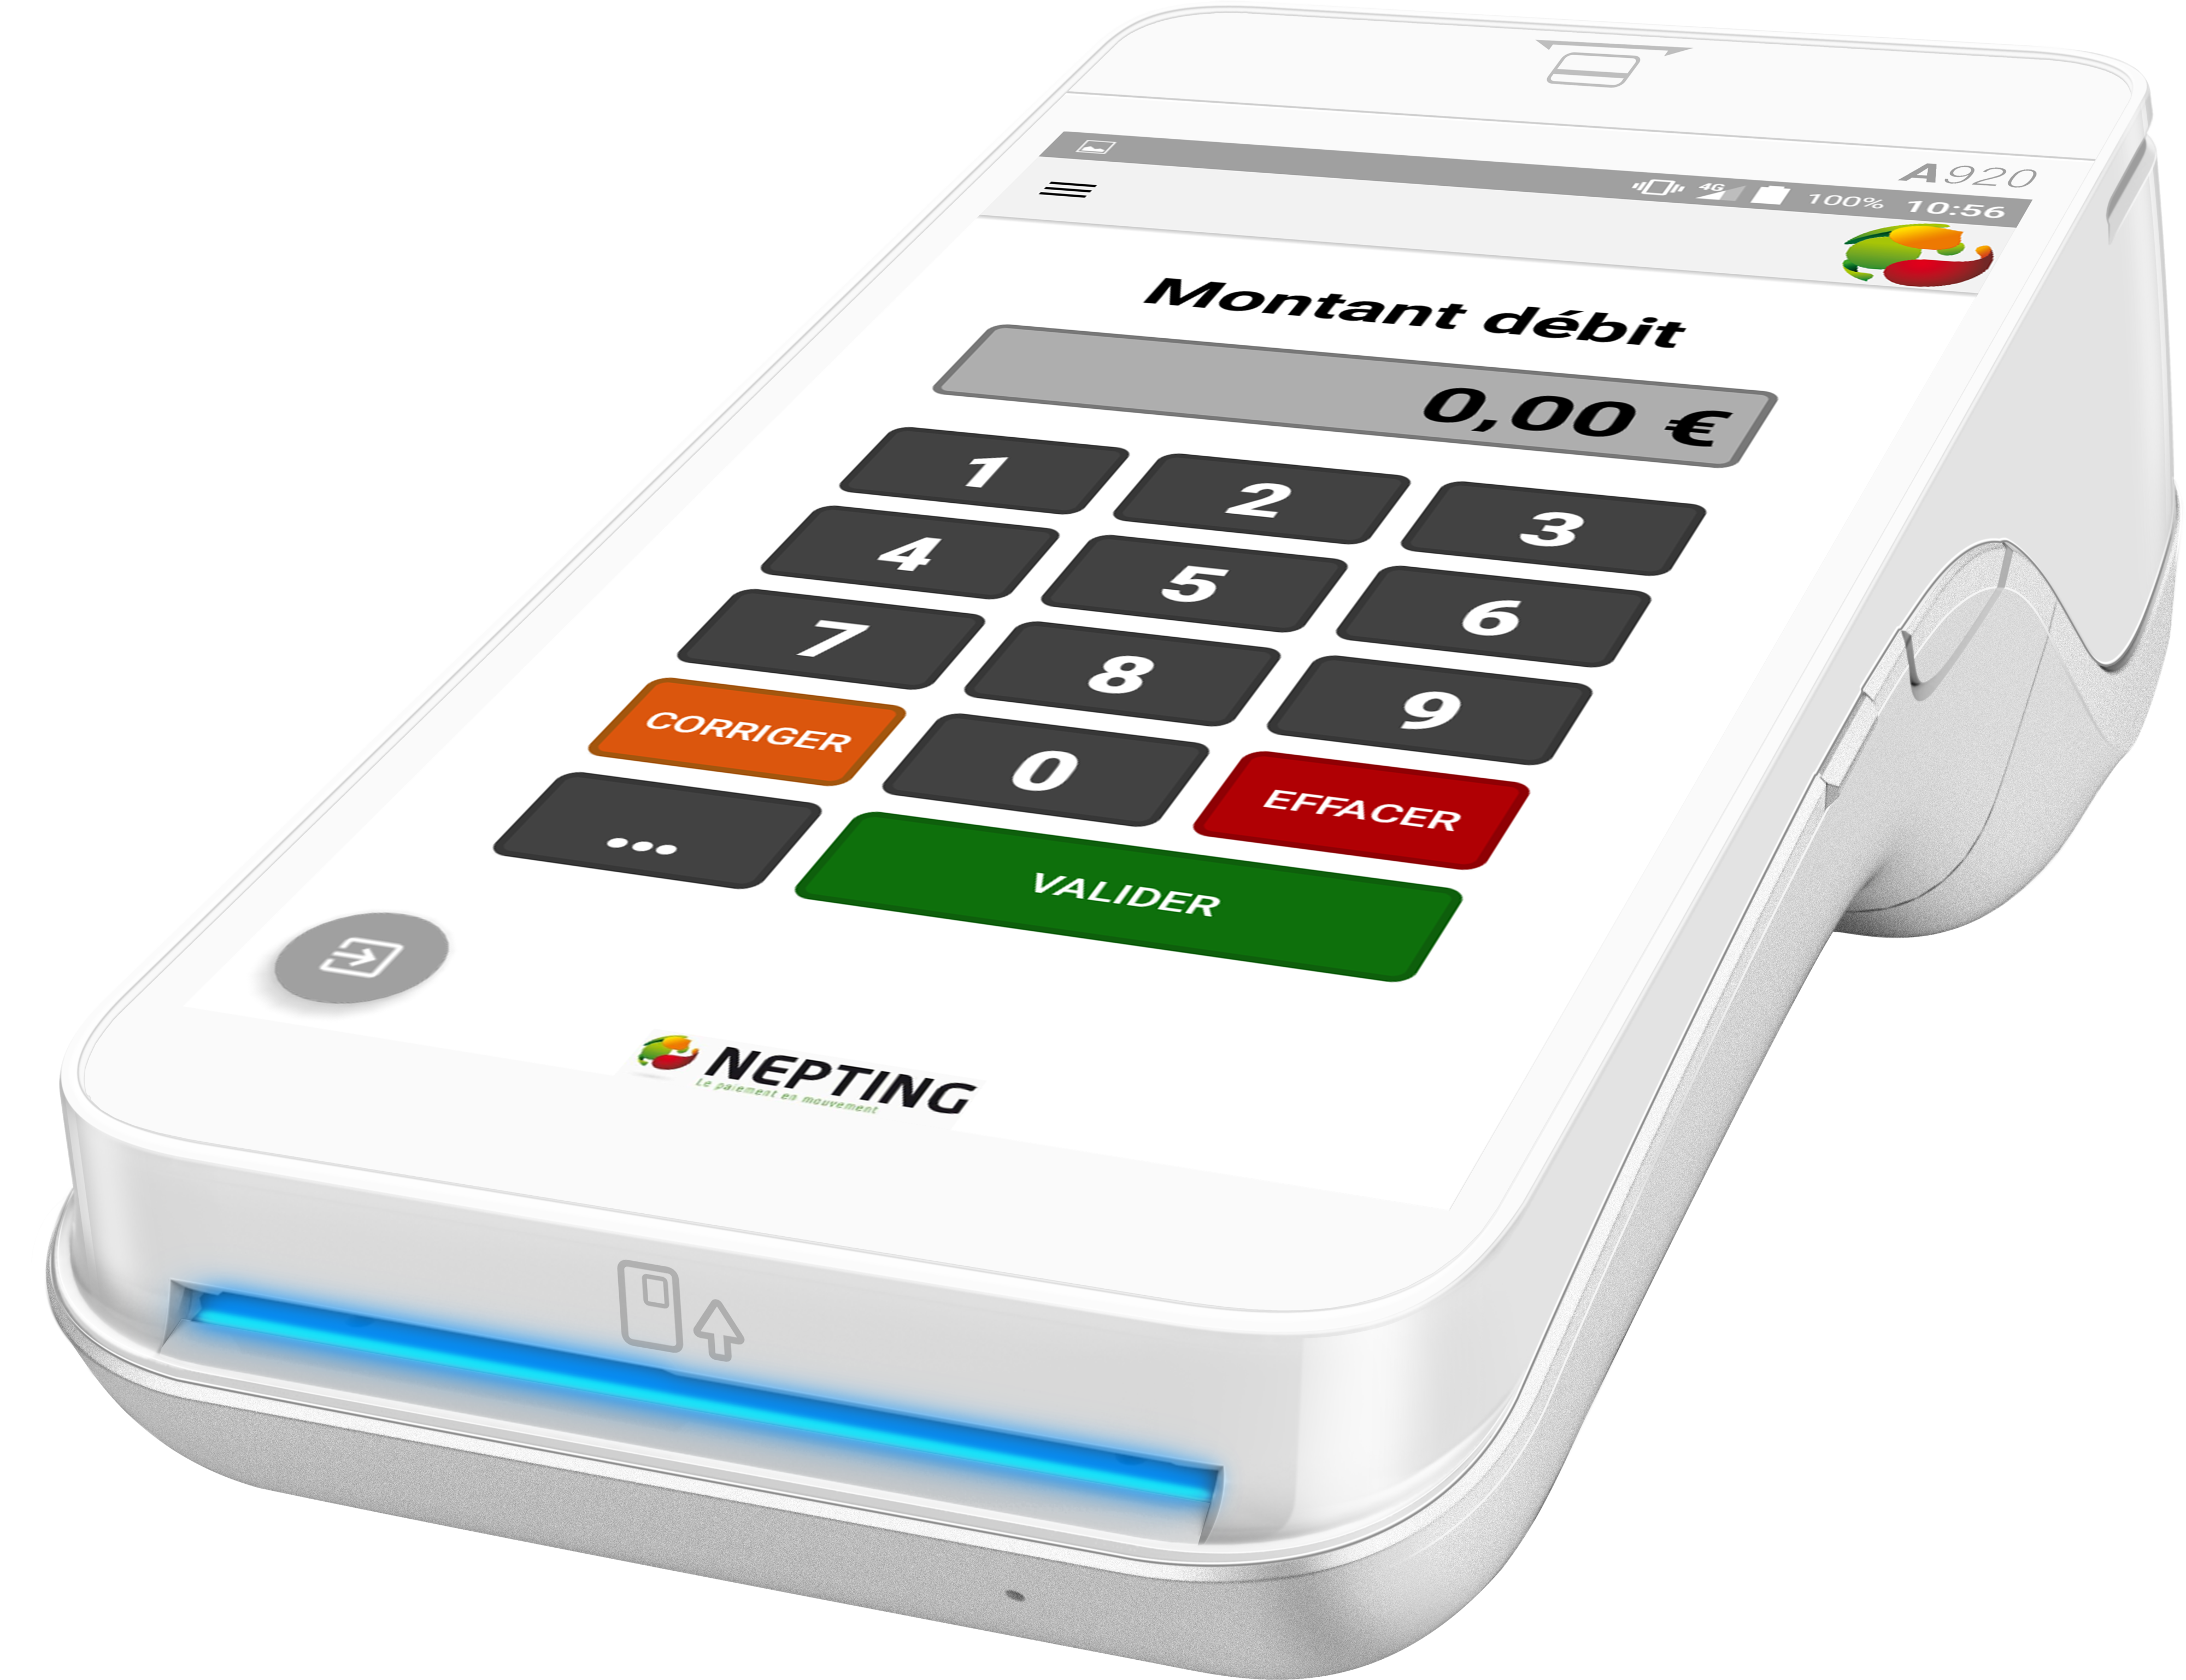 A920
4G 100% 10:56
Montant débit
0,00 €
1 2 3
4 5 6
7 8 9
CORRIGER 0 EFFACER
... VALIDER
NEPTING
Le paiement en mouvement